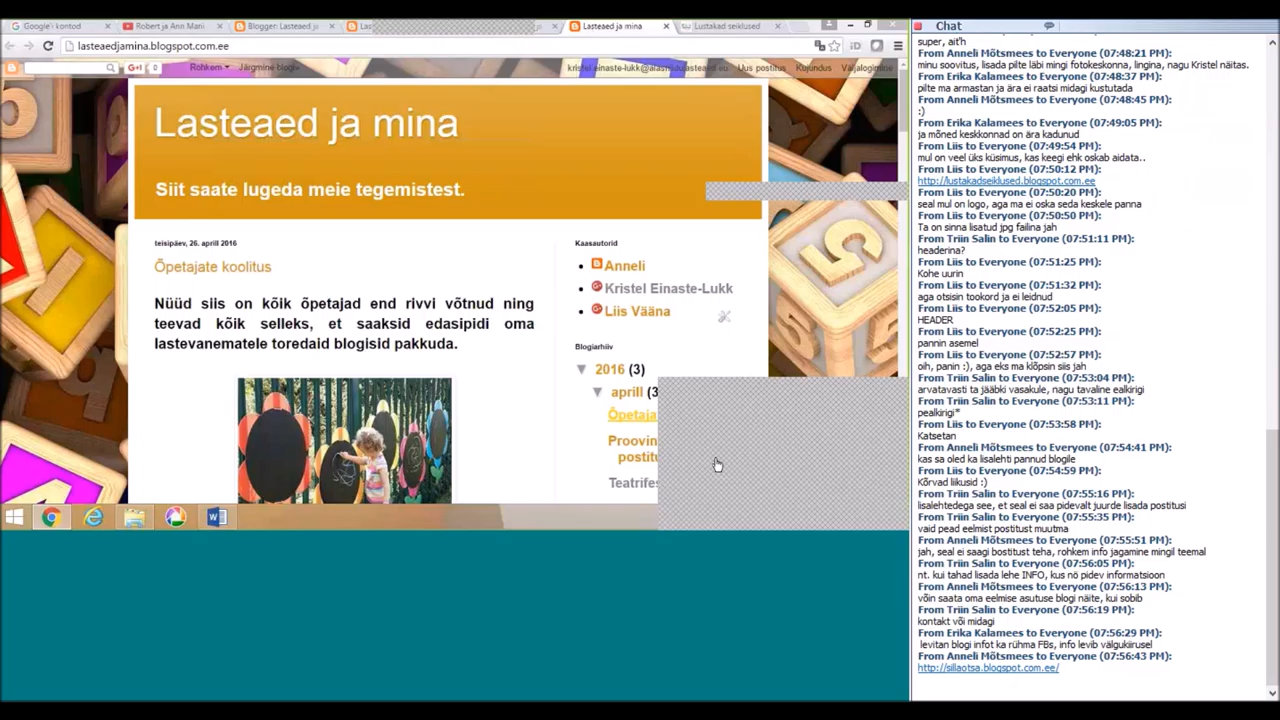 Google'i kontod
Robert ja Ann Mari
Blogger: Lasteaed ja
Las
Lasteaed ja mina
Lustakad seiklused
lasteaedjamina.blogspot.com.ee
G+1 0
Rohkem
Järgmine blogi»
Uus postitus
Kujundus
Väljalogimine
Lasteaed ja mina
Siit saate lugeda meie tegemistest.
teisipäev, 26. aprill 2016
Õpetajate koolitus
Nüüd siis on kõik õpetajad end rivvi võtnud ning
teevad kõik selleks, et saaksid edasipidi oma
lastevanematele toredaid blogisid pakkuda.
Kaasautorid
Anneli
Kristel Einaste-Lukk
Liis Vääna
Blogiarhiiv
2016 (3)
aprill (3
Õpetaja
Proovin
postitu
Teatrifes
Chat
super, ait'h
From Anneli Mõtsmees to Everyone (07:48:21 PM):
minu soovitus, lisada pilte läbi mingi fotokeskonna, lingina, nagu Kristel näitas.
From Erika Kalamees to Everyone (07:48:37 PM):
pilte ma armastan ja ära ei raatsi midagi kustutada
From Anneli Mõtsmees to Everyone (07:48:45 PM):
:)
From Erika Kalamees to Everyone (07:49:05 PM):
ja mõned keskkonnad on ära kadunud
From Liis to Everyone (07:49:54 PM):
mul on veel üks küsimus, kas keegi ehk oskab aidata..
From Liis to Everyone (07:50:12 PM):
http://lustakadseiklused.blogspot.com.ee
From Liis to Everyone (07:50:20 PM):
seal mul on logo, aga ma ei oska seda keskele panna
From Liis to Everyone (07:50:50 PM):
Ta on sinna lisatud jpg failina jah
From Triin Salin to Everyone (07:51:11 PM):
headerina?
From Liis to Everyone (07:51:25 PM):
Kohe uurin
From Liis to Everyone (07:51:32 PM):
aga otsisin tookord ja ei leidnud
From Liis to Everyone (07:52:05 PM):
HEADER
From Liis to Everyone (07:52:25 PM):
pannin asemel
From Liis to Everyone (07:52:57 PM):
oih, panin :), aga eks ma klõpsin siis jah
From Triin Salin to Everyone (07:53:04 PM):
arvatavasti ta jääbki vasakule, nagu tavaline ealkirigi
From Triin Salin to Everyone (07:53:11 PM):
pealkirigi*
From Liis to Everyone (07:53:58 PM):
Katsetan
From Anneli Mõtsmees to Everyone (07:54:41 PM):
kas sa oled ka lisalehti pannud blogile
From Liis to Everyone (07:54:59 PM):
Kõrvad liikusid :)
From Triin Salin to Everyone (07:55:16 PM):
lisalehtedega see, et seal ei saa pidevalt juurde lisada postitusi
From Triin Salin to Everyone (07:55:35 PM):
vaid pead eelmist postitust muutma
From Anneli Mõtsmees to Everyone (07:55:51 PM):
jah, seal ei saagi bostitust teha, rohkem info jagamine mingil teemal
From Triin Salin to Everyone (07:56:05 PM):
nt. kui tahad lisada lehe INFO, kus nö pidev informatsioon
From Anneli Mõtsmees to Everyone (07:56:13 PM):
võin saata oma eelmise asutuse blogi näite, kui sobib
From Triin Salin to Everyone (07:56:19 PM):
kontakt või midagi
From Erika Kalamees to Everyone (07:56:29 PM):
levitan blogi infot ka rühma FBs, info levib välgukiirusel
From Anneli Mõtsmees to Everyone (07:56:43 PM):
http://sillaotsa.blogspot.com.ee/